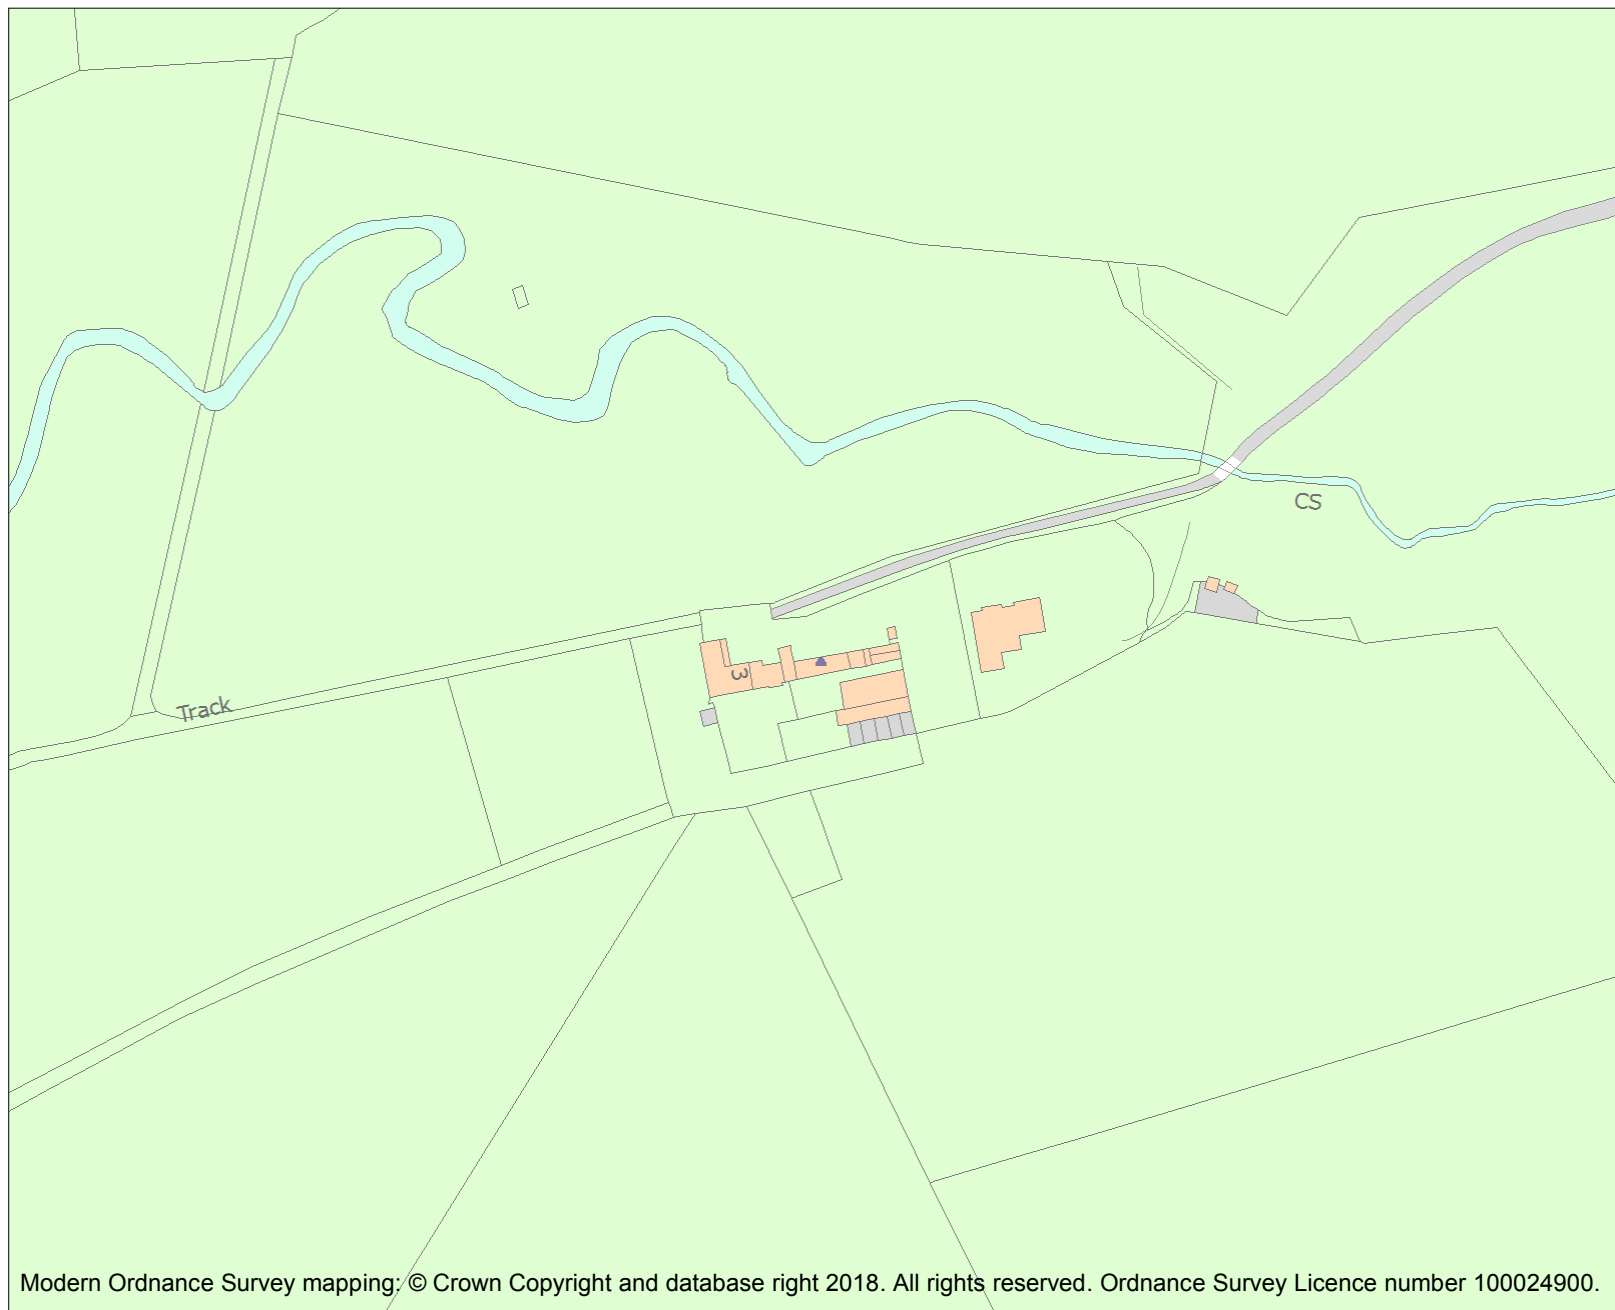 CS
3
Track
Modern Ordnance Survey mapping: © Crown Copyright and database right 2018. All rights reserved. Ordnance Survey Licence number 100024900.